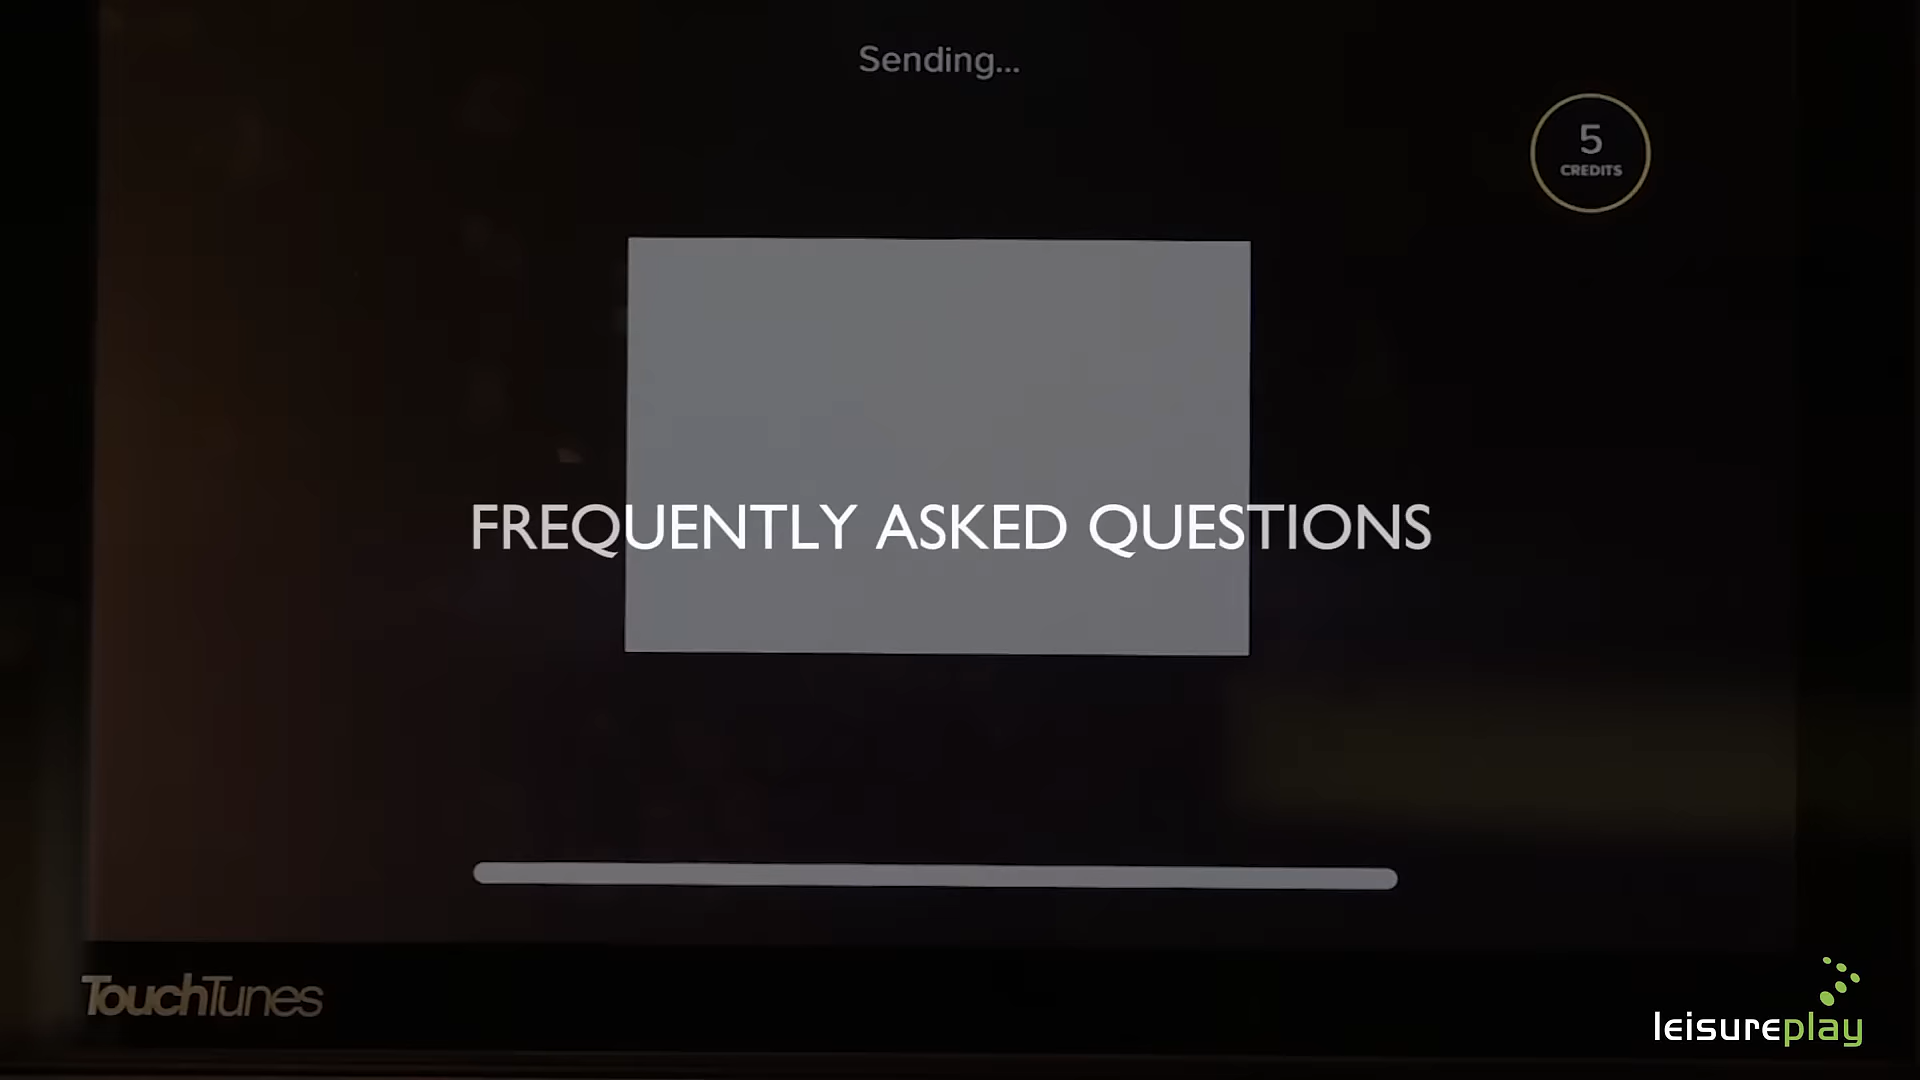 Sending...
5
CREDITS
FREQUENTLY ASKED QUESTIONS
TouchTunes
leisureplay